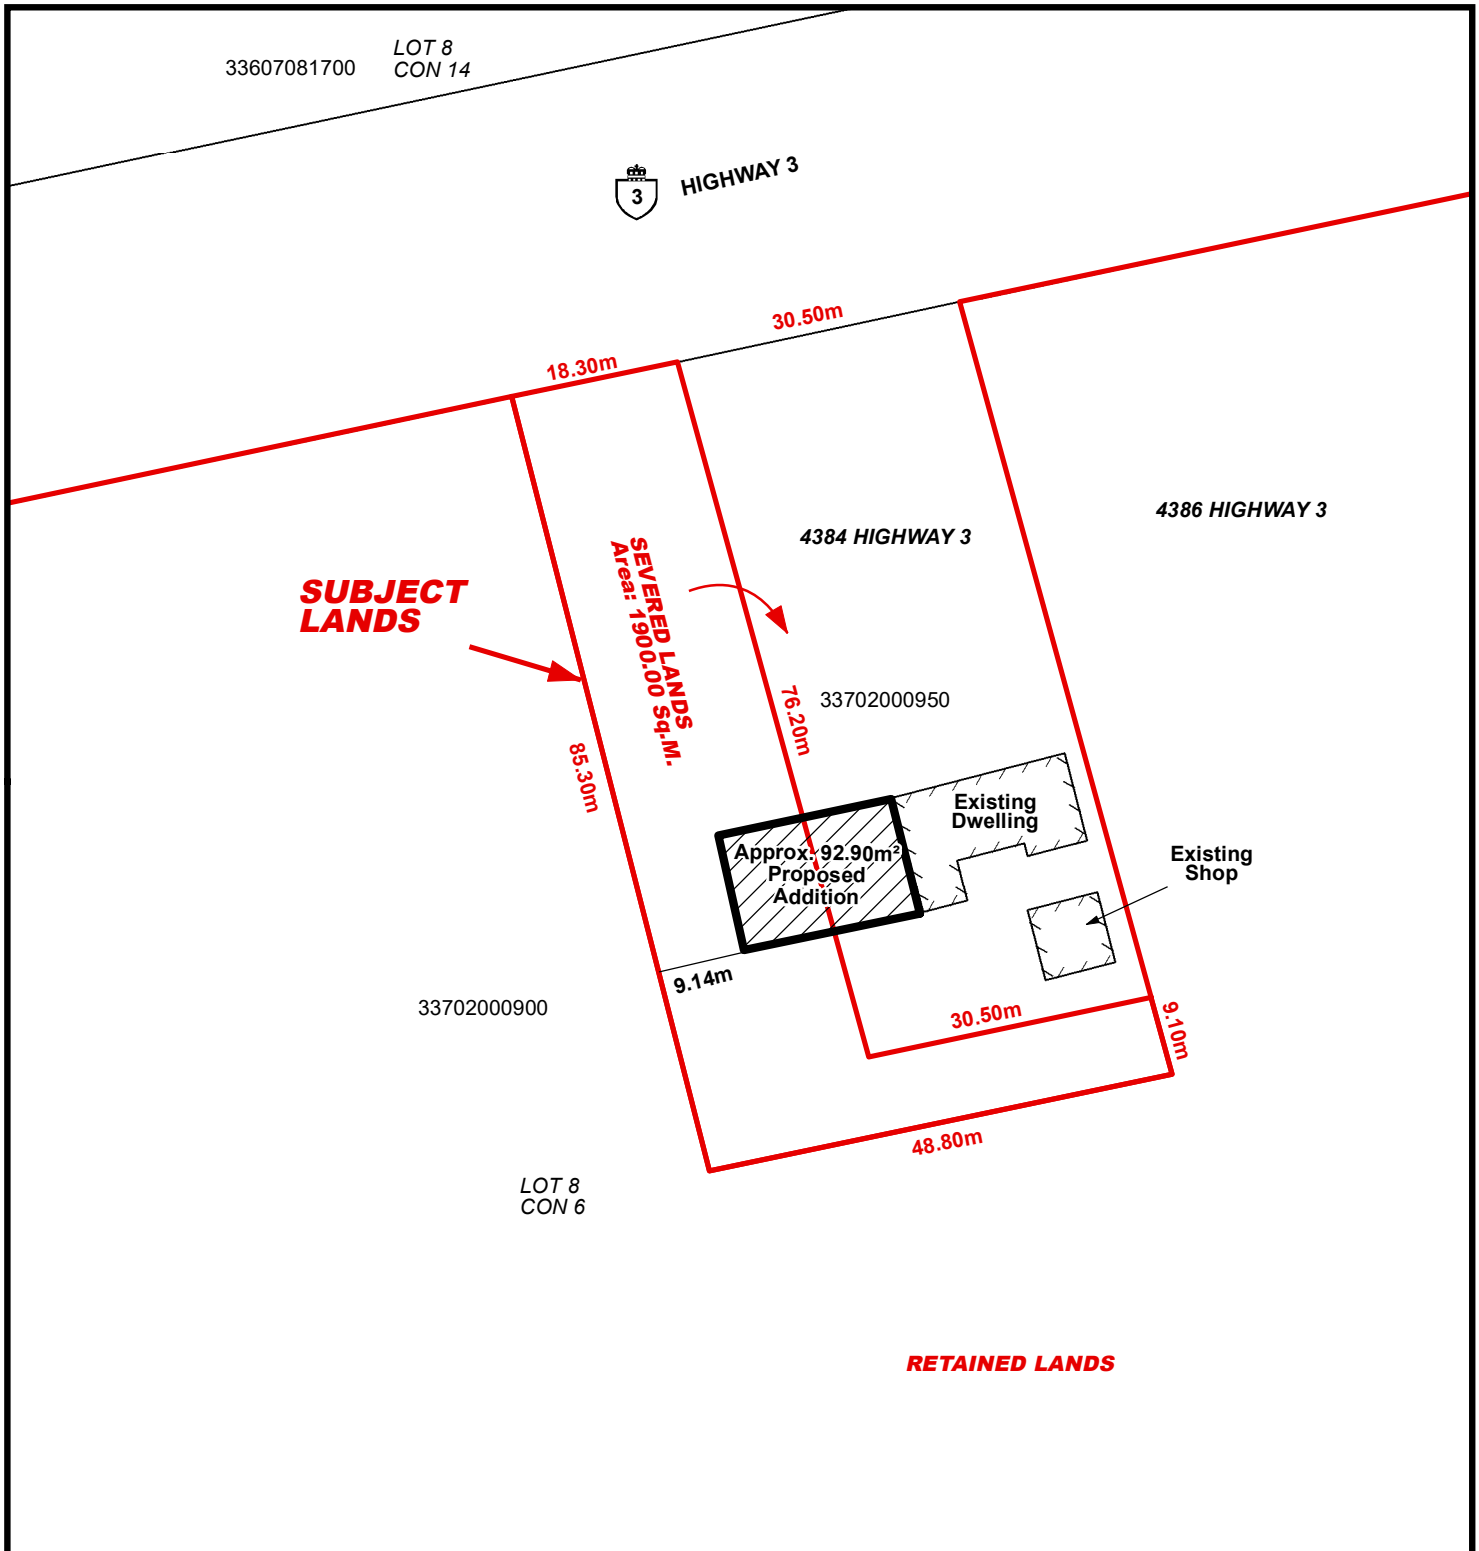 LOT 8
33607081700
CON 14
3
HIGHWAY 3
30.50m
18.30m
4386 HIGHWAY 3
4384 HIGHWAY 3
SUBJECT
LANDS
SEVERED LANDS
Area: 1900.00 Sq.M.
76.20m
33702000950
85.30m
Existing
Dwelling
Approx. 92.90m²
Proposed
Addition
Existing
Shop
9.14m
33702000900
30.50m
9.10m
48.80m
LOT 8
CON 6
RETAINED LANDS